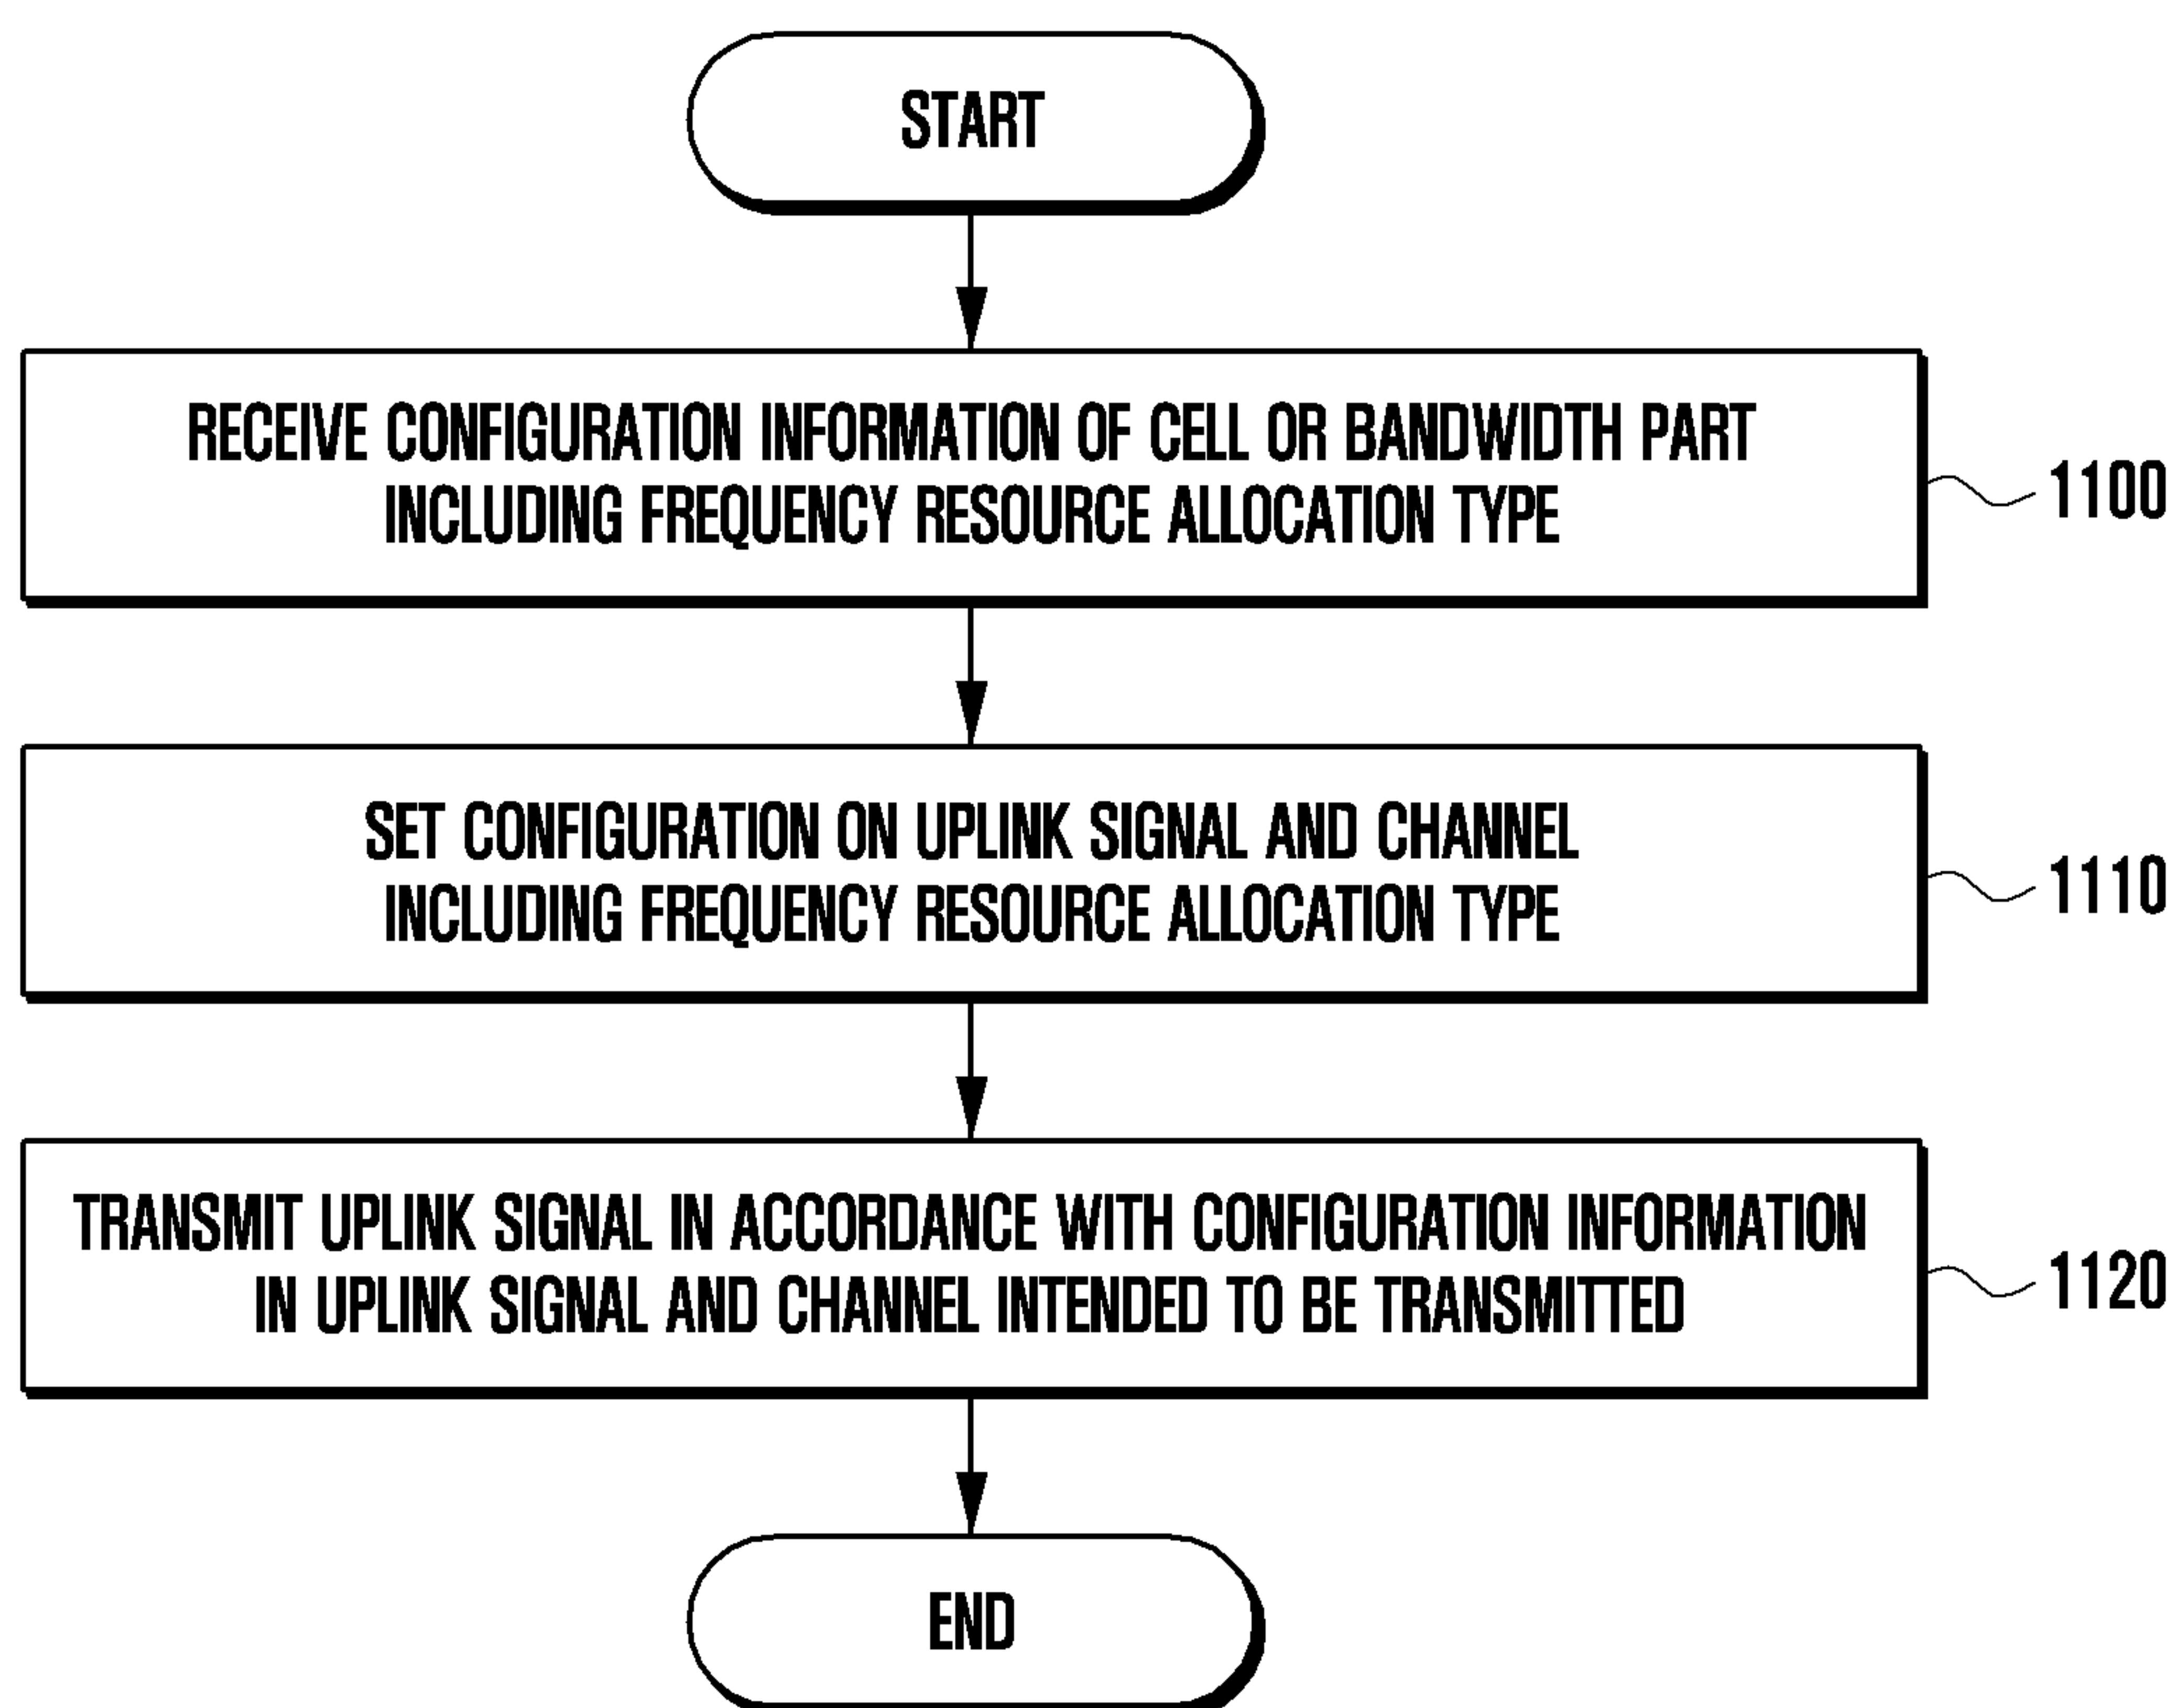 START
RECEIVE CONFIGURATION INFORMATION OF CELL OR BANDWIDTH PART
INCLUDING FREQUENCY RESOURCE ALLOCATION TYPE
1100
SET CONFIGURATION ON UPLINK SIGNAL AND CHANNEL
INCLUDING FREQUENCY RESOURCE ALLOCATION TYPE
1110
TRANSMIT UPLINK SIGNAL IN ACCORDANCE WITH CONFIGURATION INFORMATION
IN UPLINK SIGNAL AND CHANNEL INTENDED TO BE TRANSMITTED
1120
END